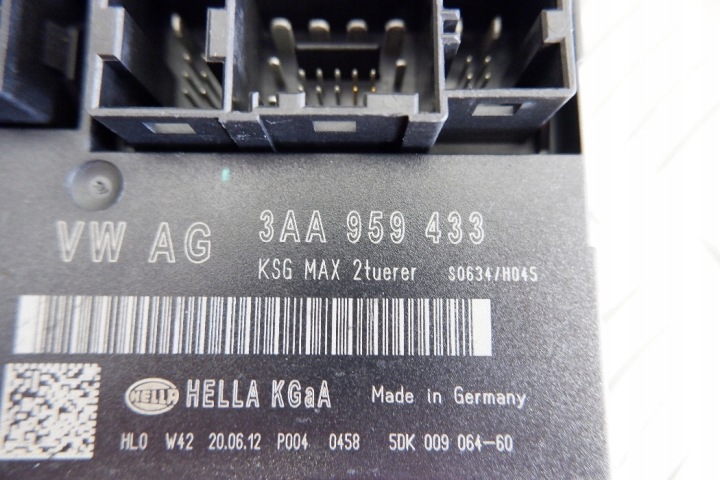 VW AG 3AA 959 433
KSG MAX 2tuerer S0634/H04S
HELLA HELLA KGaA Made in Germany
HL0 W42 20.06.12 P004 0458 5DK 009 064-60